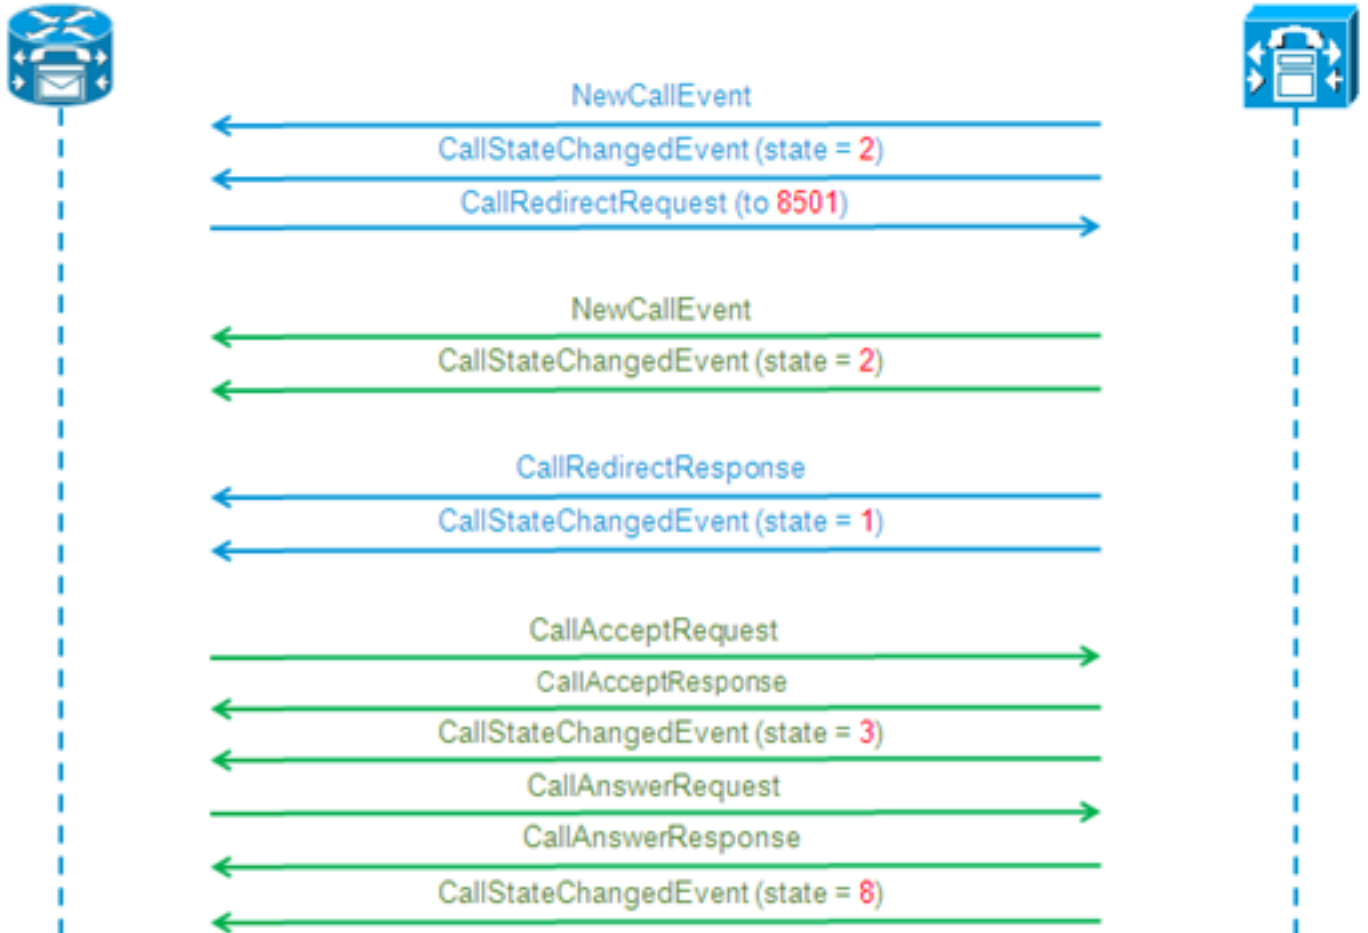 NewCallEvent
CallStateChangedEvent (state = 2)
CallRedirectRequest (to 8501)
NewCallEvent
CallStateChangedEvent (state = 2)
CallRedirectResponse
CallStateChangedEvent (state = 1)
CallAcceptRequest
CallAcceptResponse
CallStateChangedEvent (state = 3)
CallAnswerRequest
CallAnswerResponse
CallStateChangedEvent (state = 8)